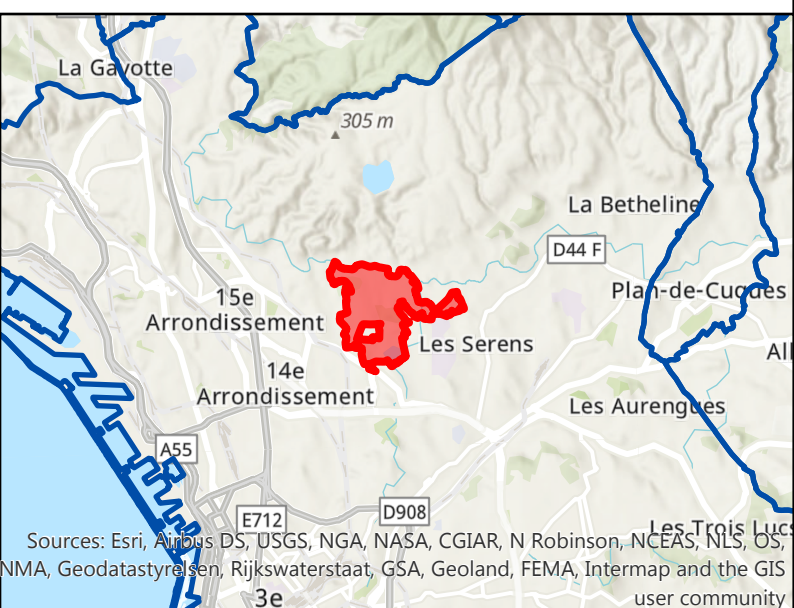 La Gavotte
305 m
La Betheline
D44 F
Plan-de-Cuques
15e
Arrondissement
Les Serens
All
14e
Arrondissement
Les Aurengues
A55
D908
E712
Les Trois Lucs
Sources: Esri, Airbus DS, USGS, NGA, NASA, CGIAR, N Robinson, NCEAS, NLS, OS,
NMA, Geodatastyrelsen, Rijkswaterstaat, GSA, Geoland, FEMA, Intermap and the GIS
user community
3e